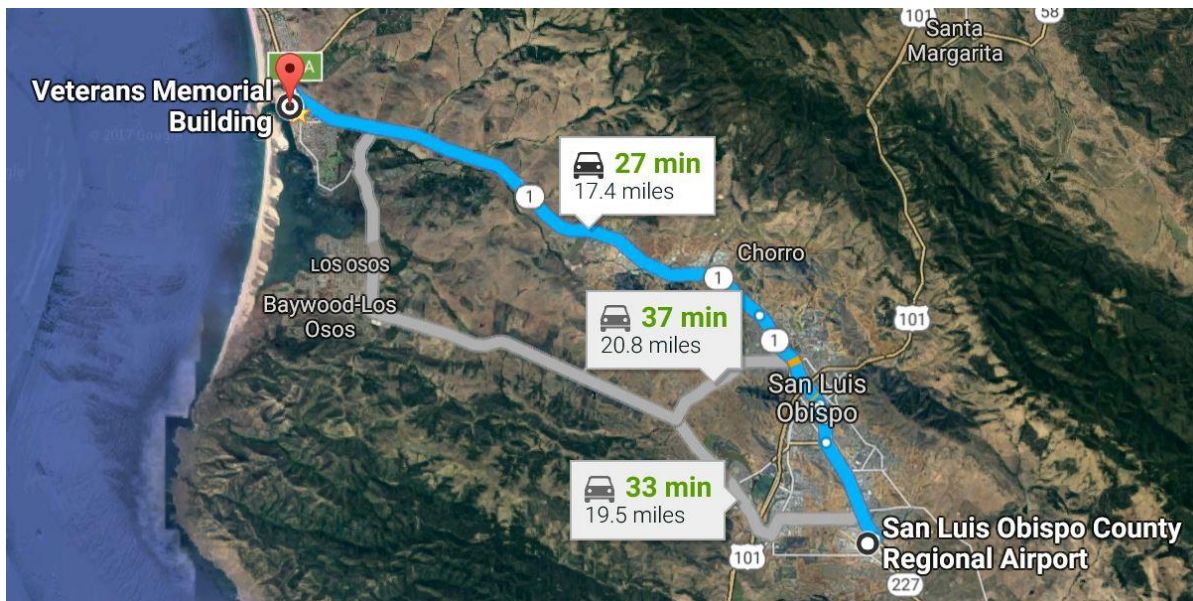 101
58
Santa
Margarita
A
Veterans Memorial
Building
27 min
17.4 miles
1
Chorro
1
LOS OSOS
Baywood-Los
Osos
37 min
20.8 miles
101
1
San Luis
Obispo
33 min
19.5 miles
San Luis Obispo County
Regional Airport
101
227